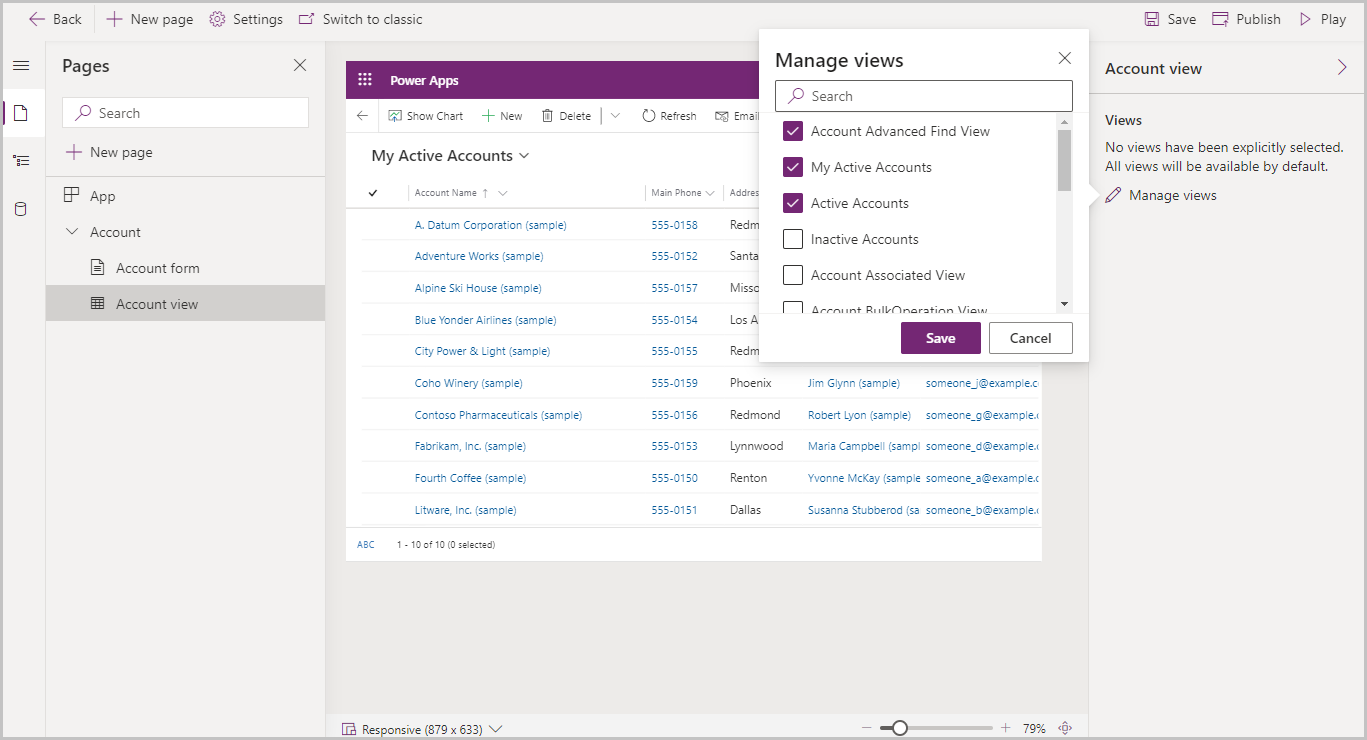 Back
New page
Settings
Switch to classic
Save
Publish
Play
Pages
Search
New page
App
Account
Account form
Account view
Power Apps
Show Chart
New
Delete
Refresh
Email
My Active Accounts
Account Name ↑
Main Phone
Addres
A. Datum Corporation (sample) 555-0158 Redm
Adventure Works (sample) 555-0152 Santa
Alpine Ski House (sample) 555-0157 Misso
Blue Yonder Airlines (sample) 555-0154 Los A
City Power & Light (sample) 555-0155 Redm
Coho Winery (sample) 555-0159 Phoenix Jim Glynn (sample) someone_j@example.c
Contoso Pharmaceuticals (sample) 555-0156 Redmond Robert Lyon (sample) someone_g@example.c
Fabrikam, Inc. (sample) 555-0153 Lynnwood Maria Campbell (sampl someone_d@example.c
Fourth Coffee (sample) 555-0150 Renton Yvonne McKay (sample someone_a@example.c
Litware, Inc. (sample) 555-0151 Dallas Susanna Stubberod (sa someone_b@example.c
ABC 1 - 10 of 10 (0 selected)
Responsive (879 x 633)
79%
Manage views
Search
Account Advanced Find View
My Active Accounts
Active Accounts
Inactive Accounts
Account Associated View
Account BulkOperation View
Save
Cancel
Account view
Views
No views have been explicitly selected.
All views will be available by default.
Manage views